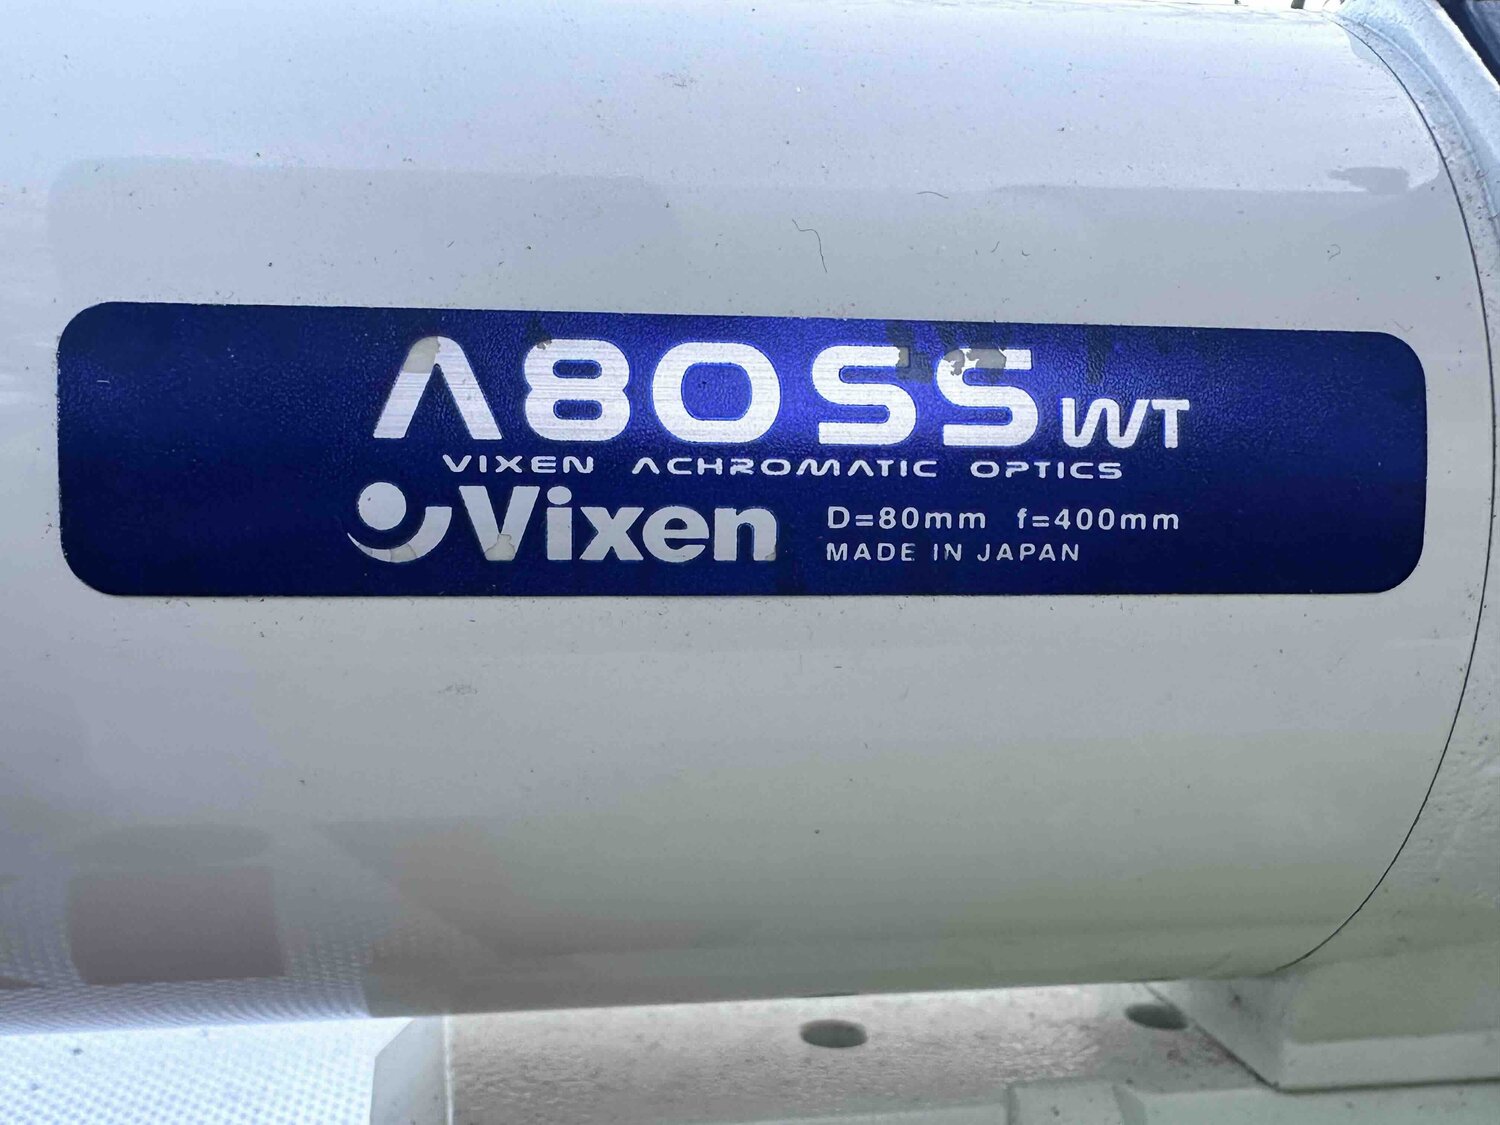 A80SS WT
VIXEN ACHROMATIC OPTICS
Vixen D=80mm f=400mm
MADE IN JAPAN